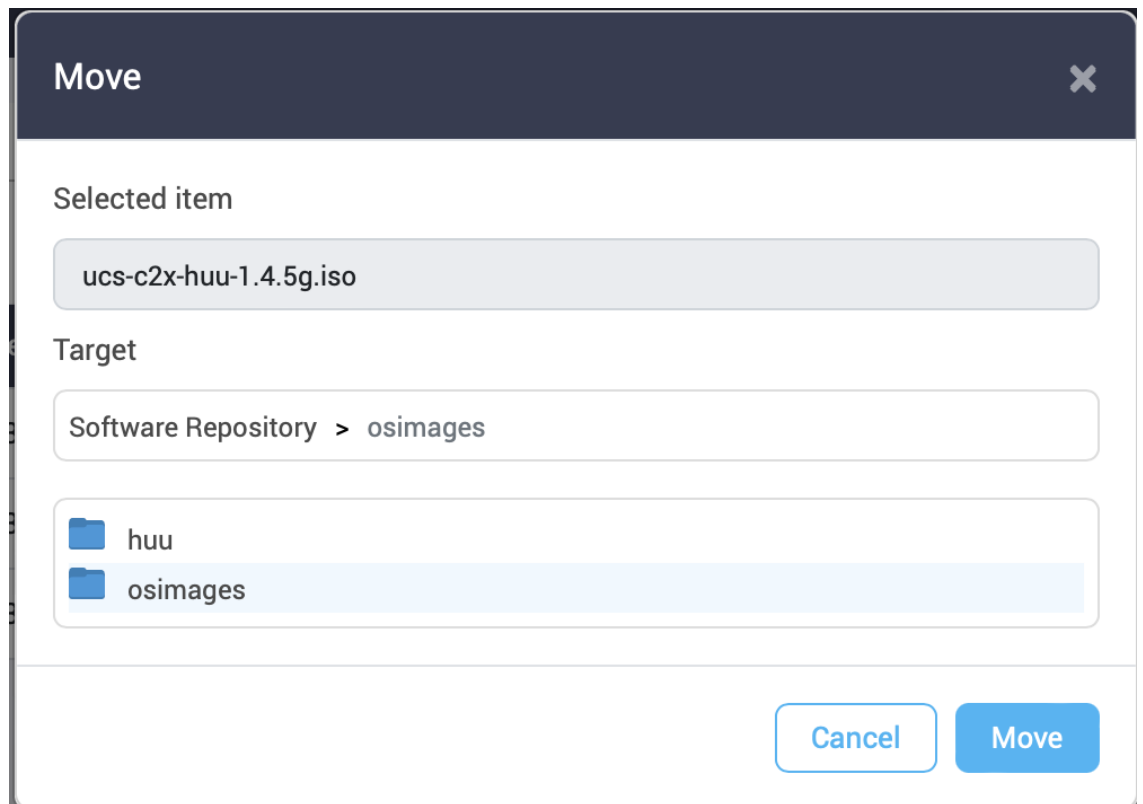 Move
Selected item
ucs-c2x-huu-1.4.5g.iso
Target
Software Repository > osimages
huu
osimages
Cancel Move